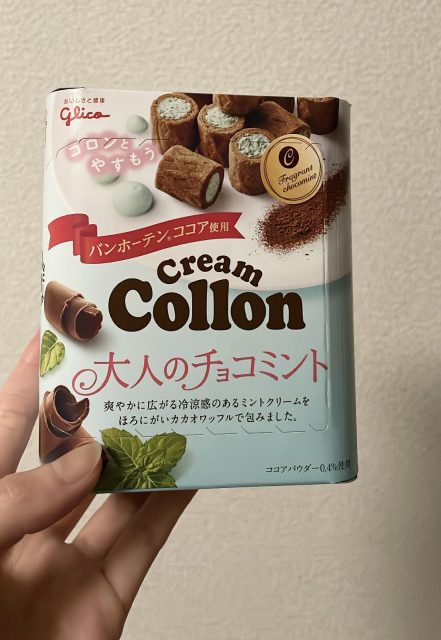 おいしさと健康
glico
コロンと
やすもう
C
Fragrant
chocomint
バンホーテン®ココア使用
Cream
Collon
大人のチョコミント
爽やかに広がる冷涼感のあるミントクリームを
ほろにがいカカオワッフルで包みました。
ココアパウダー0.4%使用